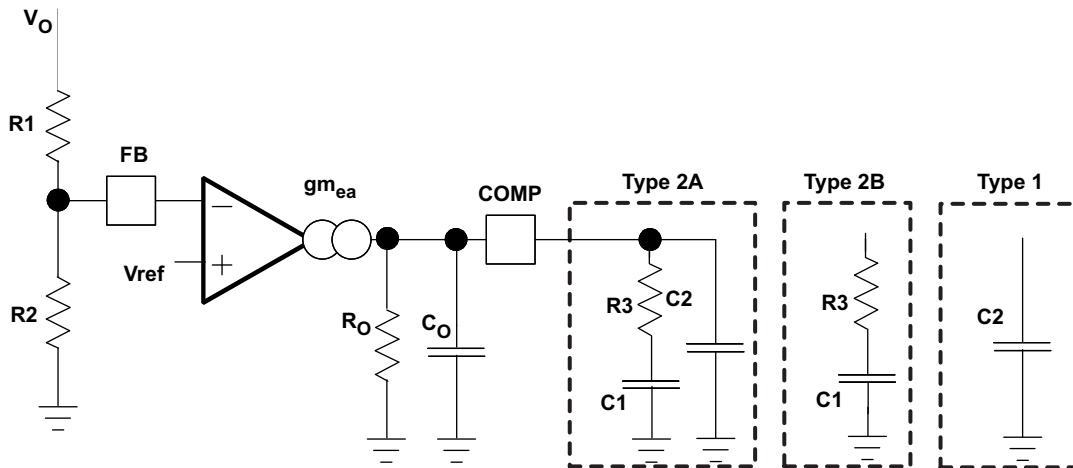 VO
R1
FB
gmea
COMP
Type 2A
Type 2B
Type 1
Vref
R2
RO
CO
R3
C2
C1
R3
C1
C2